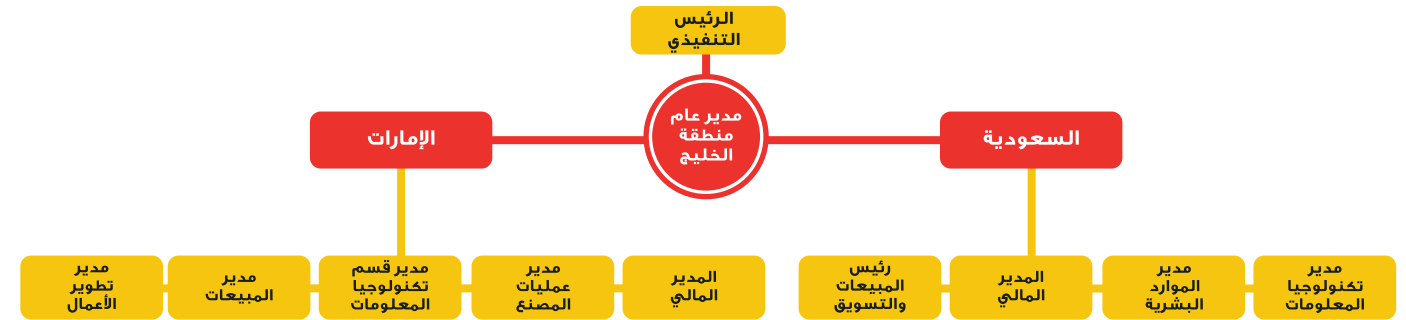 الرئيس
التنفيذي
مدير عام
منطقة
الخليج
السعودية
الإمارات
مدير
تكنولوجيا
المعلومات
مدير
الموارد
البشرية
المدير
المالي
رئيس
المبيعات
والتسويق
المدير
المالي
مدير
عمليات
المصنع
مدير قسم
تكنولوجيا
المعلومات
مدير
المبيعات
مدير
تطوير
الأعمال